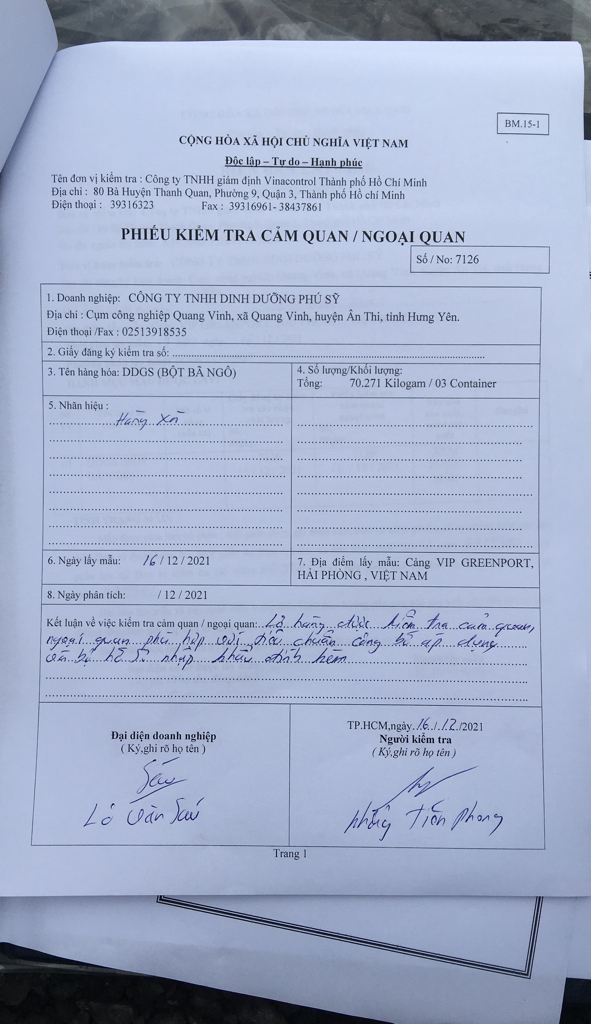 BM.15-1
CỘNG HÒA XÃ HỘI CHỦ NGHĨA VIỆT NAM
Độc lập – Tự do – Hạnh phúc
Tên đơn vị kiểm tra : Công ty TNHH giám định Vinacontrol Thành phố Hồ Chí Minh
Địa chỉ : 80 Bà Huyện Thanh Quan, Phường 9, Quận 3, Thành phố Hồ Chí Minh
Điện thoại : 39316323 Fax : 39316961- 38437861
PHIẾU KIỂM TRA CẢM QUAN / NGOẠI QUAN
Số / No: 7126
1. Doanh nghiệp: CÔNG TY TNHH DINH DƯỠNG PHÚ SỸ
Địa chỉ : Cụm công nghiệp Quang Vinh, xã Quang Vinh, huyện Ân Thi, tỉnh Hưng Yên.
Điện thoại /Fax : 02513918535
2. Giấy đăng ký kiểm tra số:
3. Tên hàng hóa: DDGS (BỘT BÃ NGÔ)
4. Số lượng/Khối lượng:
Tổng: 70.271 Kilogam / 03 Container
5. Nhãn hiệu :
Hàng xá
6. Ngày lấy mẫu: 16 / 12 / 2021
7. Địa điểm lấy mẫu: Cảng VIP GREENPORT,
HẢI PHÒNG , VIỆT NAM
8. Ngày phân tích: / 12 / 2021
Kết luận về việc kiểm tra cảm quan / ngoại quan: Lô hàng được kiểm tra cảm quan,
ngoại quan phù hợp với tiêu chuẩn công bố áp dụng
và bộ hồ sơ nhập khẩu đính kèm
Đại diện doanh nghiệp
( Ký,ghi rõ họ tên )
Văn Sáu
TP.HCM,ngày 16 / 12 /2021
Người kiểm tra
( Ký,ghi rõ họ tên )
Tiến Phong
Trang 1